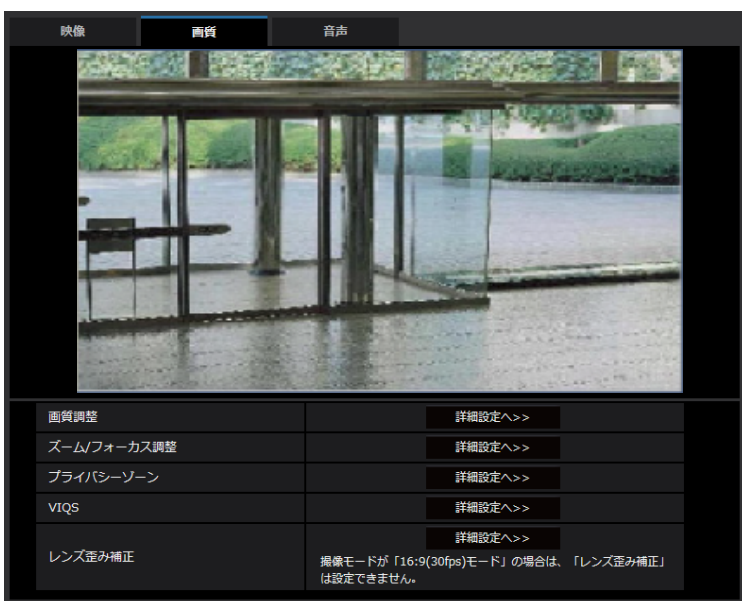 映像 画質 音声
画質調整 詳細設定へ>>
ズーム/フォーカス調整 詳細設定へ>>
プライバシーゾーン 詳細設定へ>>
VIQS 詳細設定へ>>
レンズ歪み補正 詳細設定へ>>
撮像モードが「16:9(30fps)モード」の場合は、「レンズ歪み補正」
は設定できません。